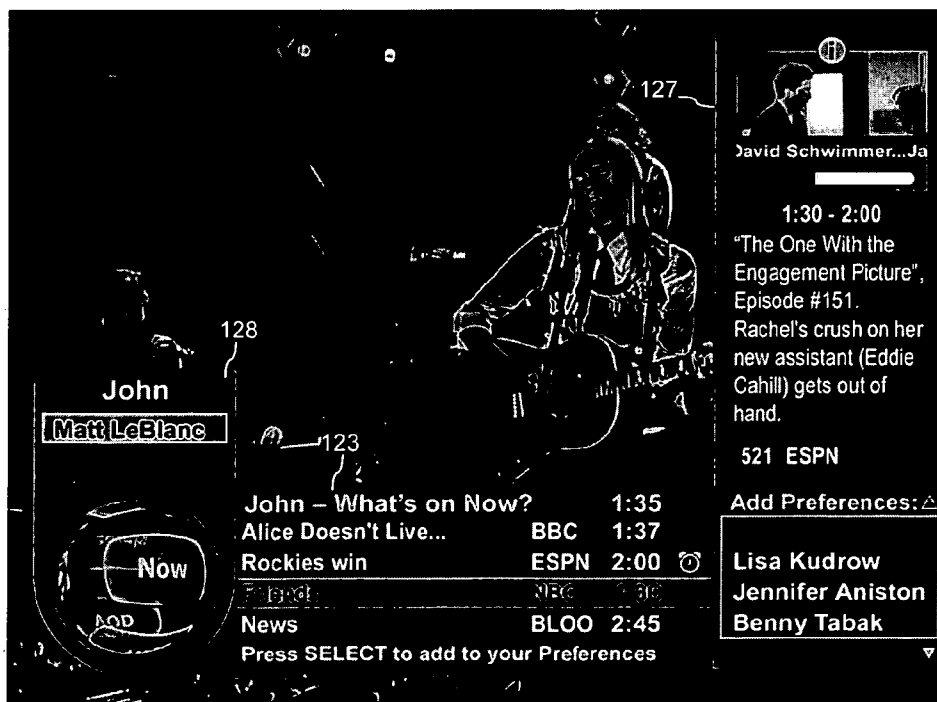 127
David Schwimmer...Ja
1:30 - 2:00
"The One With the
Engagement Picture",
Episode #151.
Rachel's crush on her
new assistant (Eddie
Cahill) gets out of
hand.
521 ESPN
128
John
Matt LeBlanc
123
John – What's on Now? 1:35
Alice Doesn't Live... BBC 1:37
Rockies win ESPN 2:00
Friends NBC
News BLOO 2:45
Press SELECT to add to your Preferences
Now
AOD
Add Preferences:
Lisa Kudrow
Jennifer Aniston
Benny Tabak